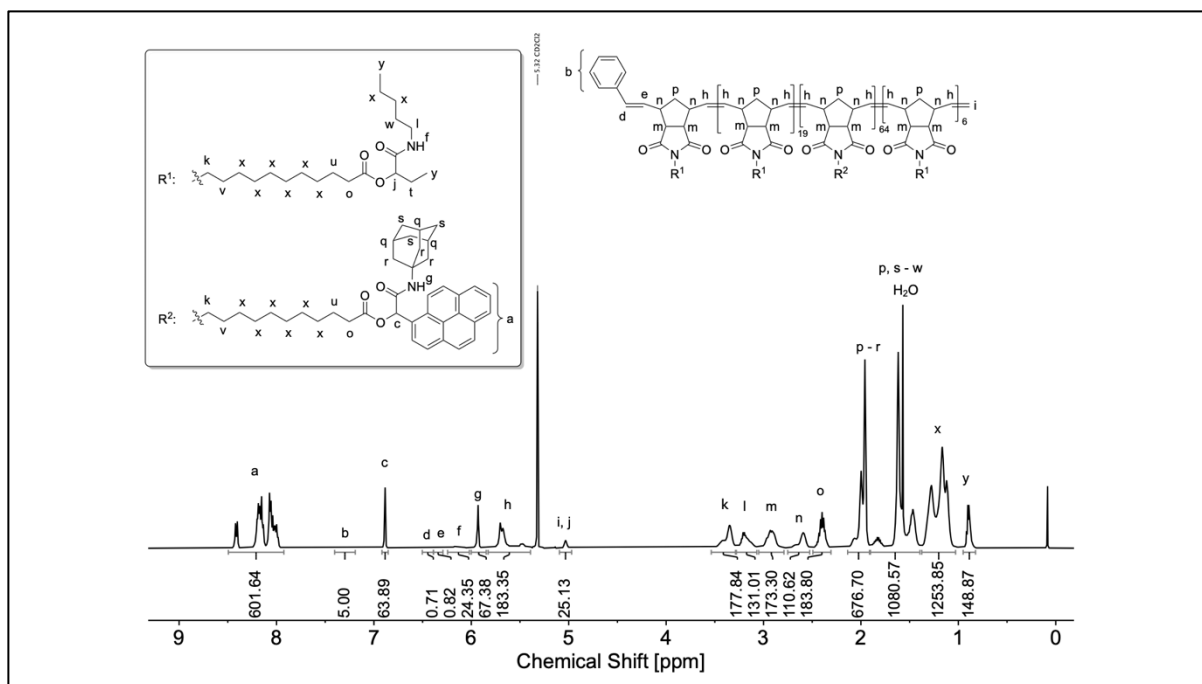 5.32 CD2Cl2
R1:
k
v
x
x
x
x
x
x
x
u
o
O
O
O
j
t
y
NH
f
l
w
x
x
y
R2:
k
v
x
x
x
x
x
x
x
u
o
O
O
O
c
NH
g
s
q
s
q
s
q
r
r
r
a
b
d
e
n
p
n
h
h
n
p
n
h
h
n
p
n
h
h
n
p
n
h
i
m
m
m
m
m
m
m
m
19
64
6
O
N
O
O
N
O
O
N
O
O
N
O
R1
R1
R2
R1
p, s - w
H2O
p - r
a
b
c
d
e
f
g
h
i, j
k
l
m
n
o
x
y
601.64
5.00
63.89
0.71
0.82
24.35
67.38
183.35
25.13
177.84
131.01
173.30
110.62
183.80
676.70
1080.57
1253.85
148.87
9 8 7 6 5 4 3 2 1 0
Chemical Shift [ppm]